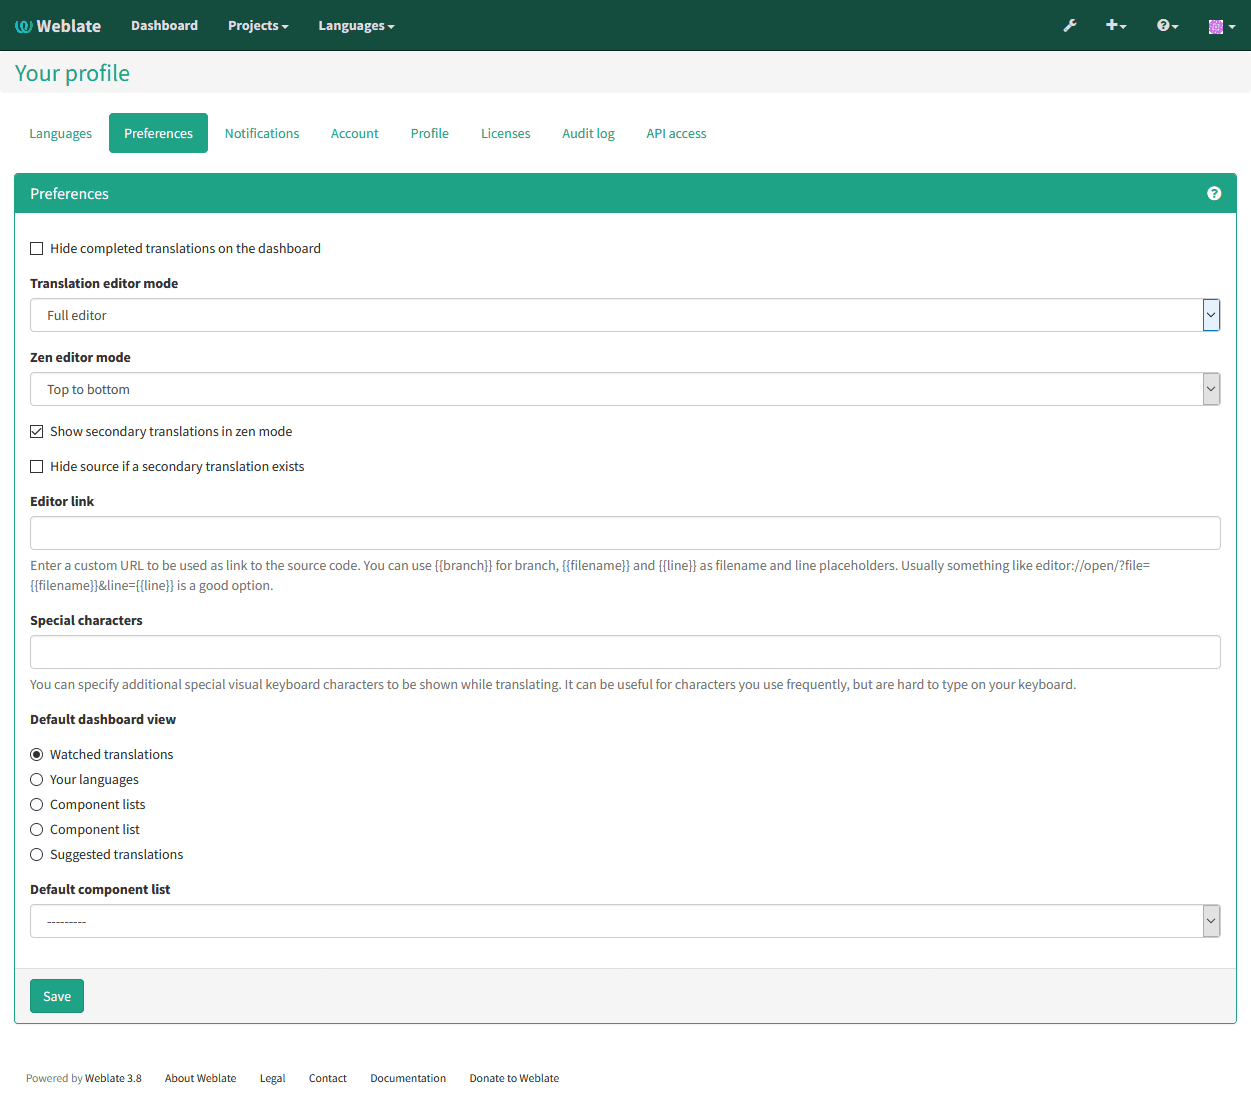 Weblate Dashboard Projects Languages
Your profile
Languages Preferences Notifications Account Profile Licenses Audit log API access
Preferences
Hide completed translations on the dashboard
Translation editor mode
Full editor
Zen editor mode
Top to bottom
Show secondary translations in zen mode
Hide source if a secondary translation exists
Editor link
Enter a custom URL to be used as link to the source code. You can use {{branch}} for branch, {{filename}} and {{line}} as filename and line placeholders. Usually something like editor://open/?file=
{{filename}}&line={{line}} is a good option.
Special characters
You can specify additional special visual keyboard characters to be shown while translating. It can be useful for characters you use frequently, but are hard to type on your keyboard.
Default dashboard view
Watched translations
Your languages
Component lists
Component list
Suggested translations
Default component list
---------
Save
Powered by Weblate 3.8 About Weblate Legal Contact Documentation Donate to Weblate